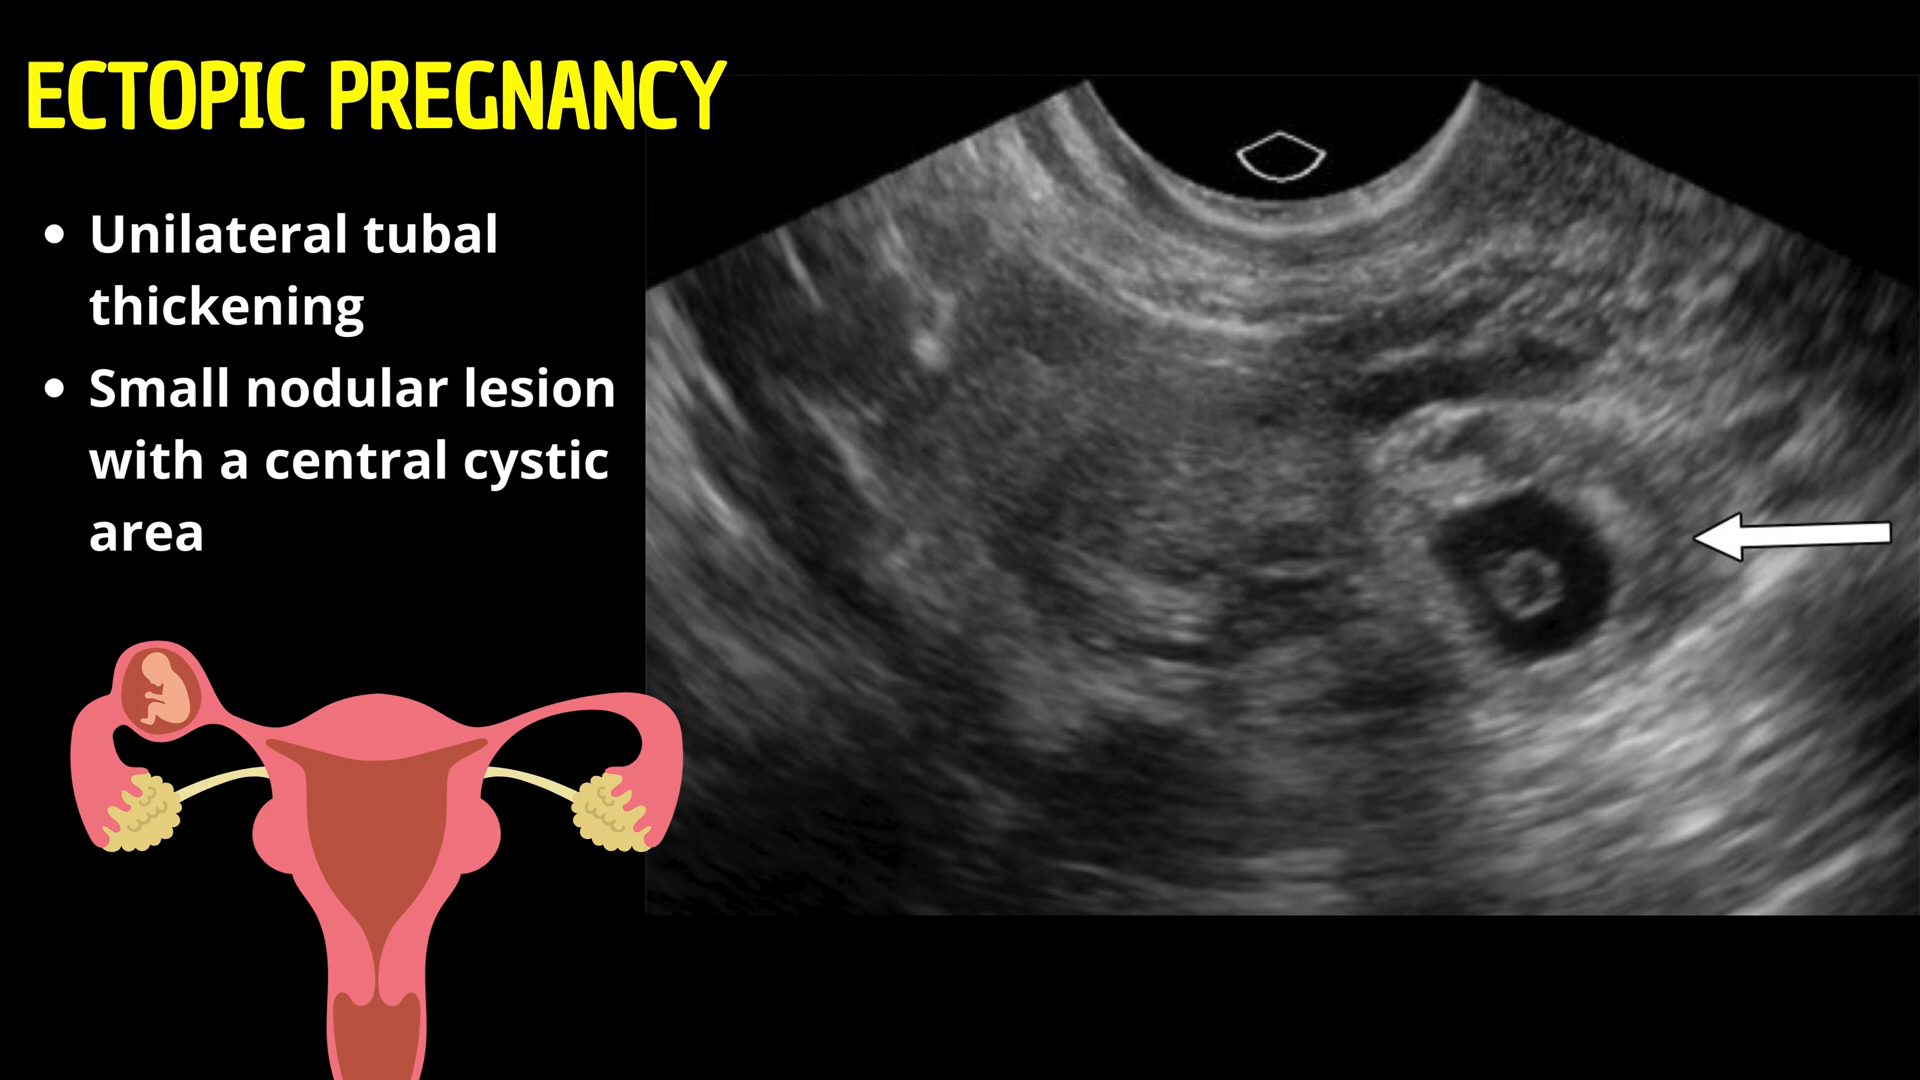 ECTOPIC PREGNANCY
• Unilateral tubal
thickening
• Small nodular lesion
with a central cystic
area